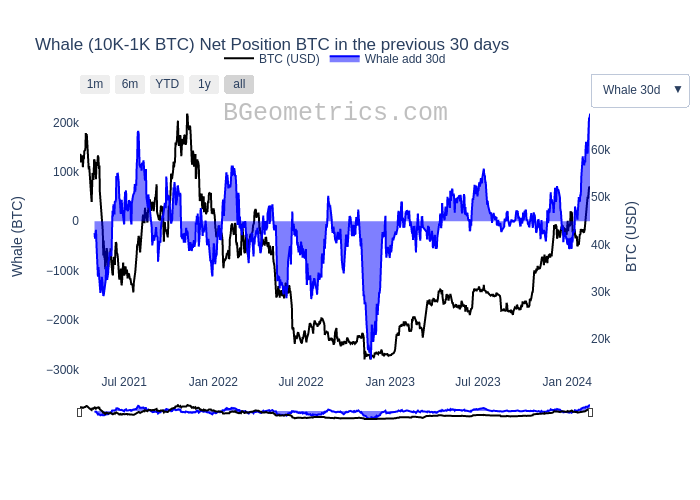 Whale (10K-1K BTC) Net Position BTC in the previous 30 days
BTC (USD) Whale add 30d
1m 6m YTD 1y all
Whale 30d ▼
BGeometrics.com
200k
100k
0
−100k
−200k
−300k
Whale (BTC)
60k
50k
40k
30k
20k
BTC (USD)
Jul 2021 Jan 2022 Jul 2022 Jan 2023 Jul 2023 Jan 2024